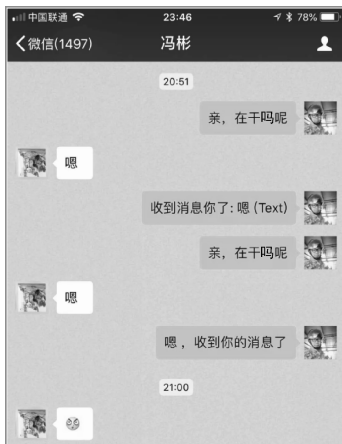 中国联通
23:46
78%
微信(1497)
冯彬
20:51
亲，在干吗呢
嗯
收到消息你了: 嗯 (Text)
亲，在干吗呢
嗯
嗯 ，收到你的消息了
21:00